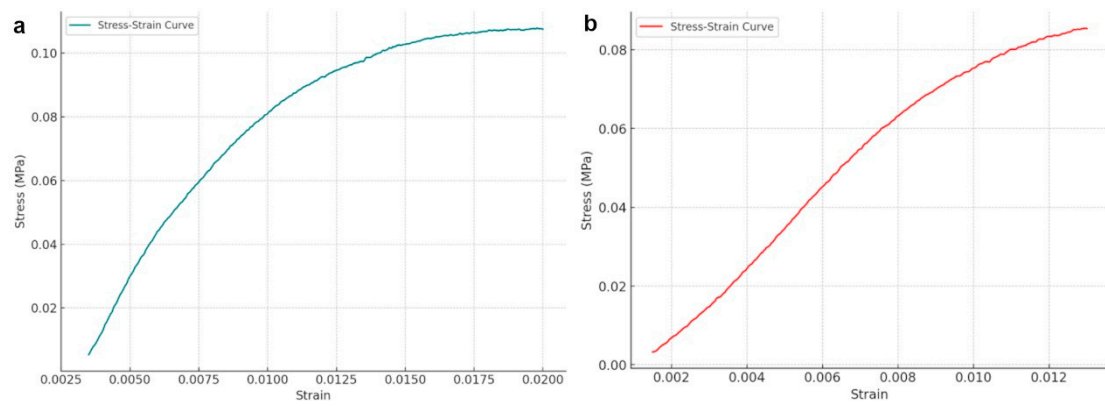 a
Stress-Strain Curve
0.10
0.08
0.06
0.04
0.02
Stress (MPa)
0.0025 0.0050 0.0075 0.0100 0.0125 0.0150 0.0175 0.0200
Strain
b
Stress-Strain Curve
0.08
0.06
0.04
0.02
0.00
Stress (MPa)
0.002 0.004 0.006 0.008 0.010 0.012
Strain